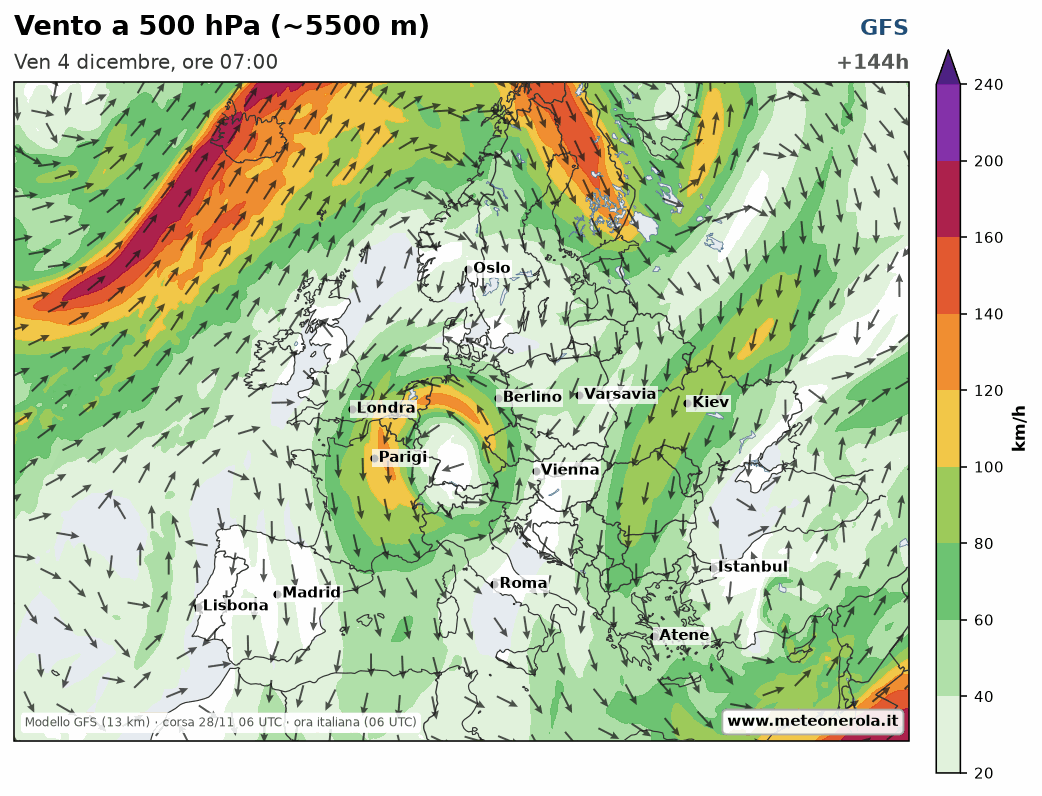 Vento a 500 hPa (~5500 m)
GFS
Ven 4 dicembre, ore 07:00
+144h
240
200
160
140
120
100
80
60
40
20
km/h
Oslo
Berlino
Varsavia
Kiev
Londra
Parigi
Vienna
Istanbul
Roma
Madrid
Lisbona
Atene
Modello GFS (13 km) · corsa 28/11 06 UTC · ora italiana (06 UTC)
www.meteonerola.it